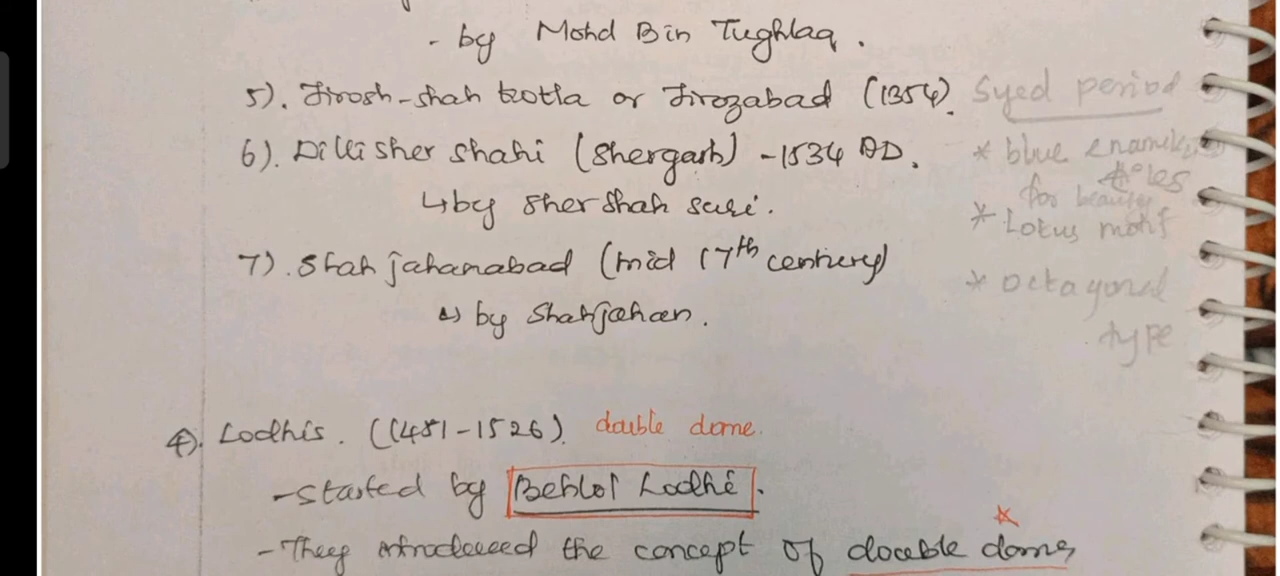 - by Mohd Bin Tughlaq.
5). Firosh-shah kotla or Firozabad (1354).
6). Dilli sher shahi (Shergarh) - 1534 AD.
↳ by Sher Shah suri.
7). Shah jahanabad (mid 17th century)
↳ by Shahjahan.
Syed period
* blue enamel
tiles
for beauty
* Lotus motif
* octagonal
type
4). Lodhis. (1451-1526). double dome.
- started by Behlol Lodhi.
- They introduced the concept of double dome,